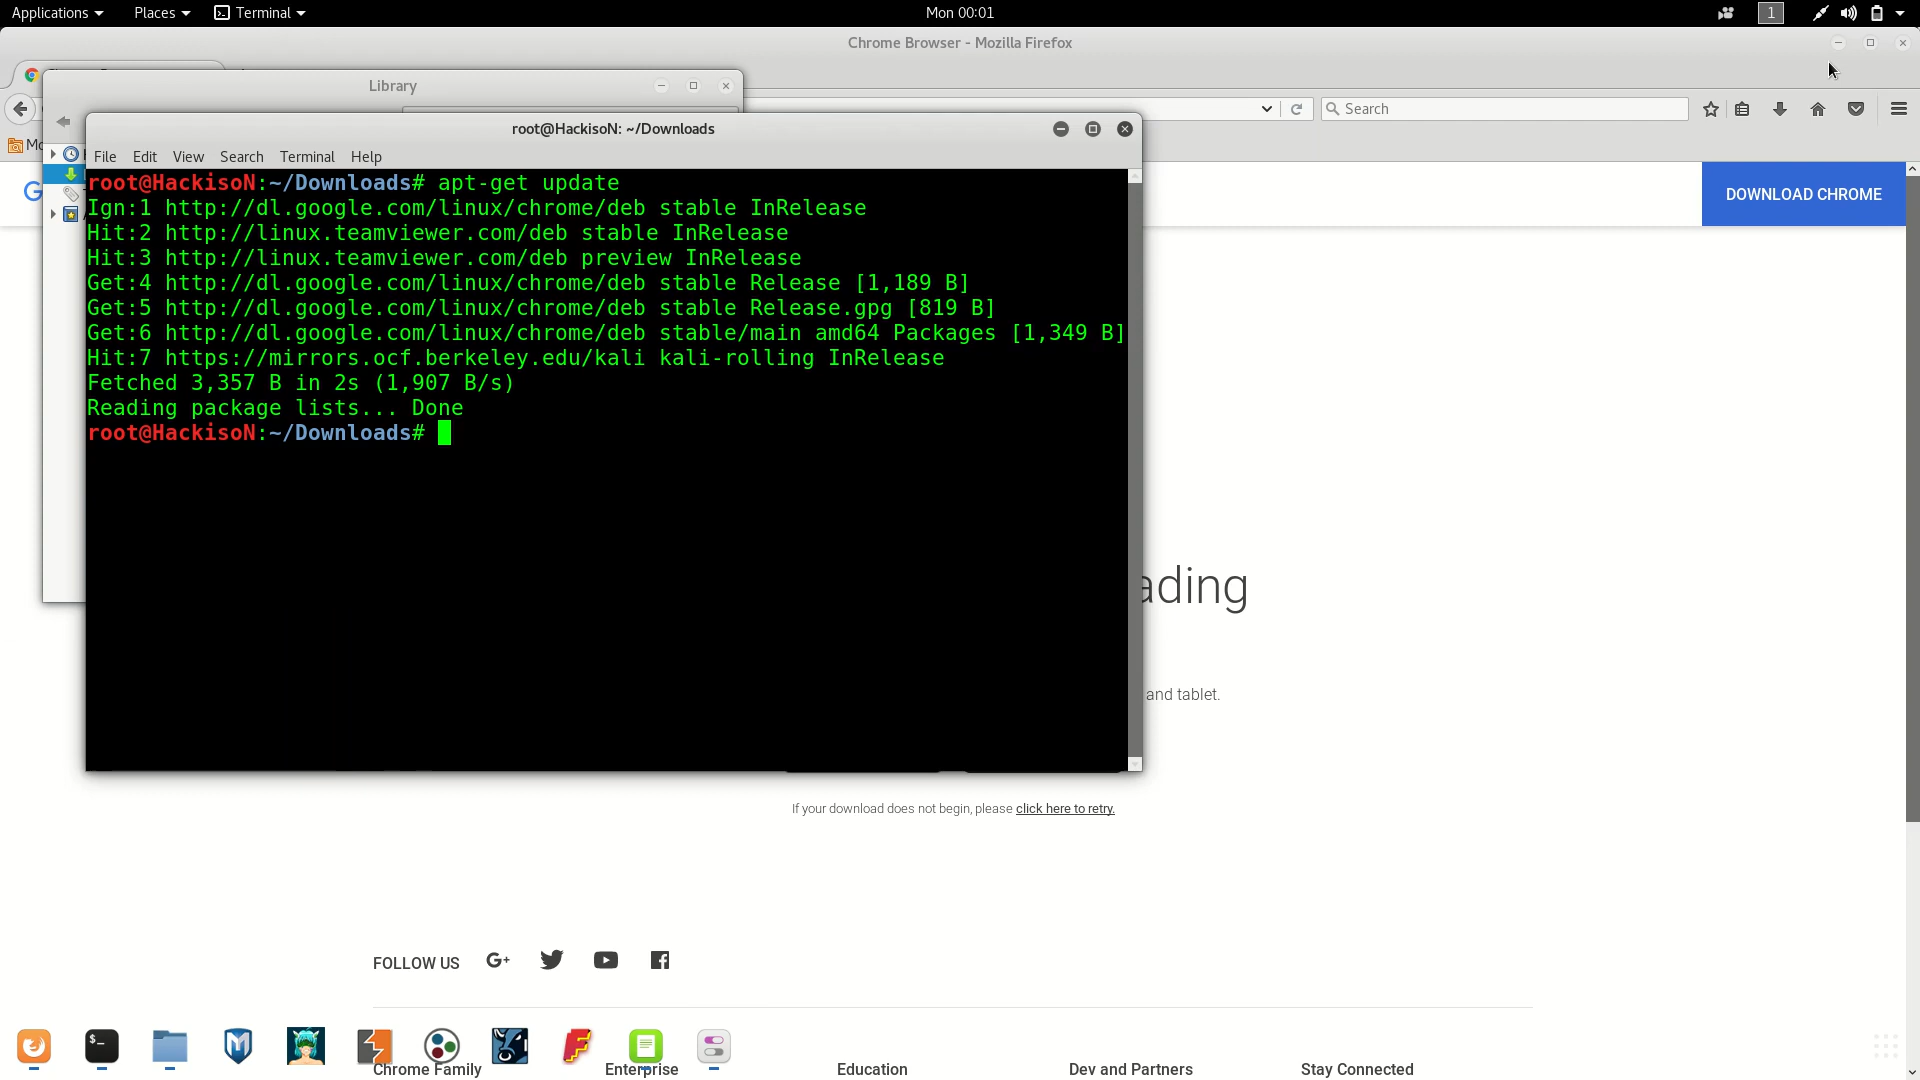 Applications Places Terminal Mon 00:01 1
Chrome Browser - Mozilla Firefox
Library
Search
root@HackisoN: ~/Downloads
File Edit View Search Terminal Help
DOWNLOAD CHROME
root@HackisoN:~/Downloads# apt-get update
Ign:1 http://dl.google.com/linux/chrome/deb stable InRelease
Hit:2 http://linux.teamviewer.com/deb stable InRelease
Hit:3 http://linux.teamviewer.com/deb preview InRelease
Get:4 http://dl.google.com/linux/chrome/deb stable Release [1,189 B]
Get:5 http://dl.google.com/linux/chrome/deb stable Release.gpg [819 B]
Get:6 http://dl.google.com/linux/chrome/deb stable/main amd64 Packages [1,349 B]
Hit:7 https://mirrors.ocf.berkeley.edu/kali kali-rolling InRelease
Fetched 3,357 B in 2s (1,907 B/s)
Reading package lists... Done
root@HackisoN:~/Downloads#
ading
and tablet.
If your download does not begin, please click here to retry.
FOLLOW US G+
Chrome Family Enterprise Education Dev and Partners Stay Connected